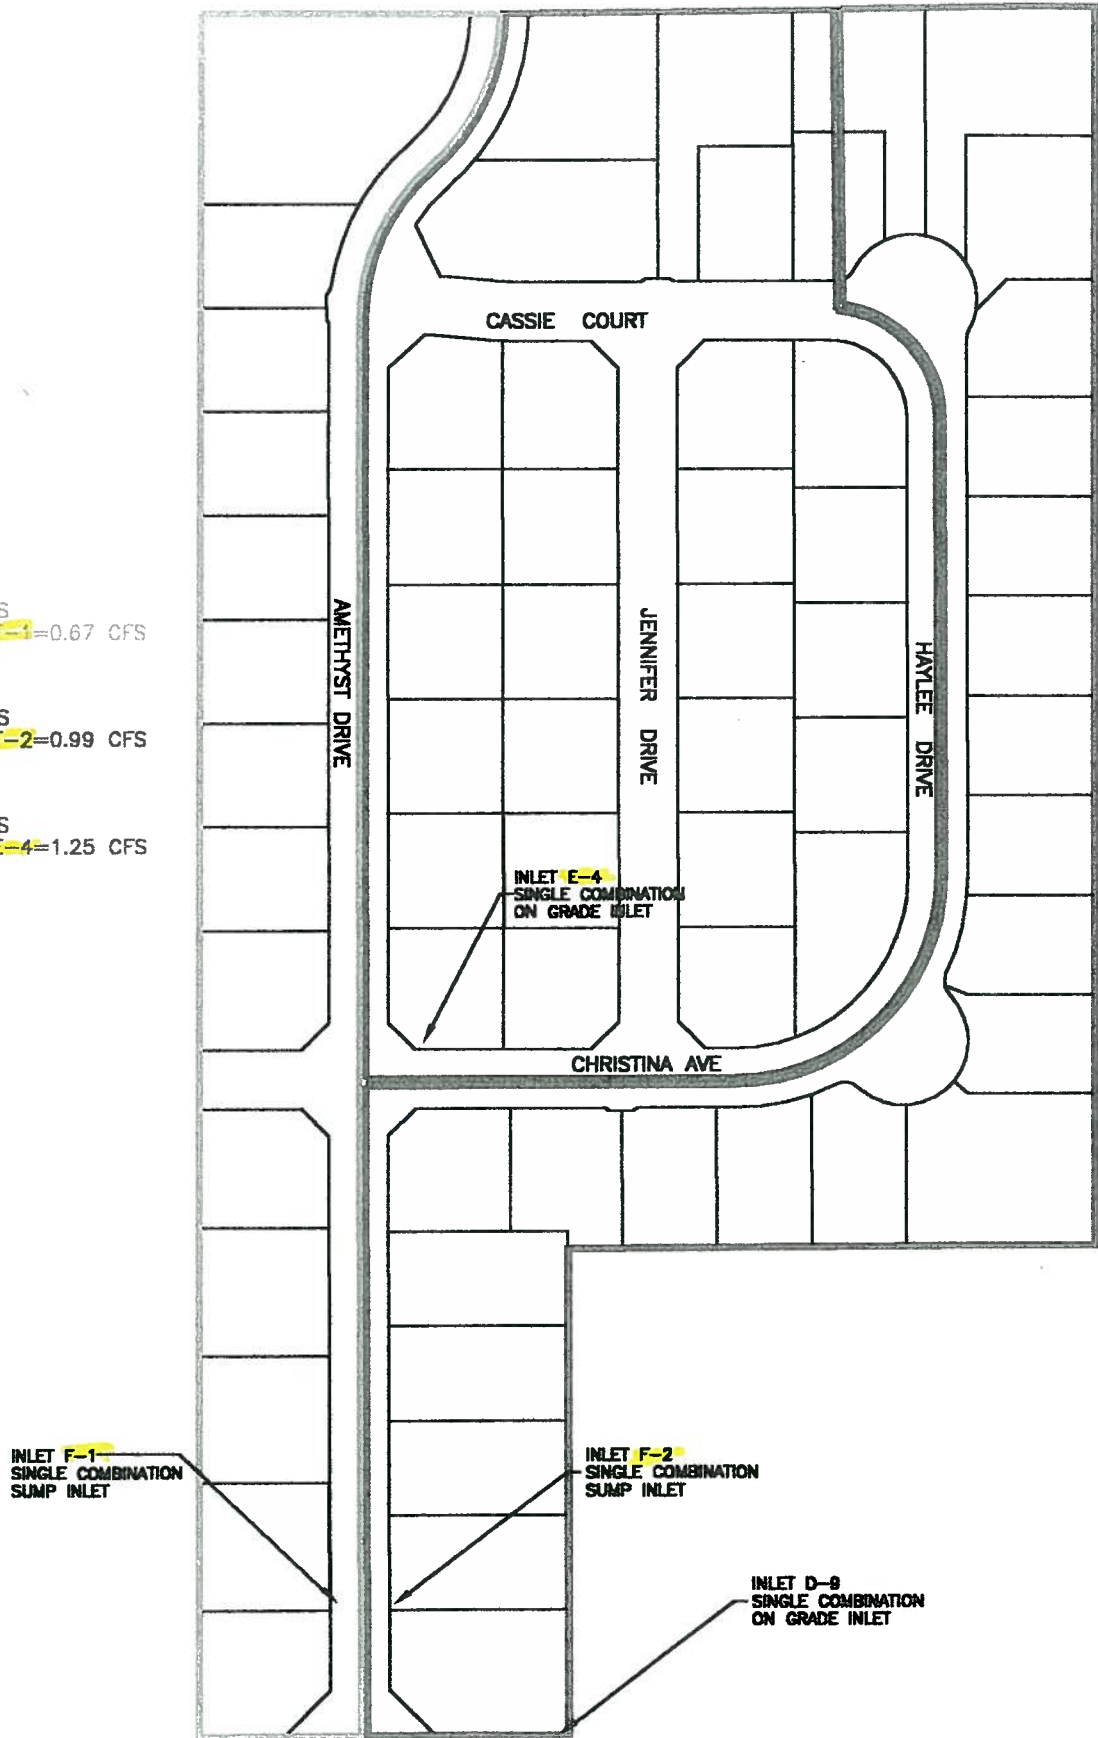 CASSIE COURT
S
F-1=0.67 CFS
AMETHYST DRIVE
JENNIFER DRIVE
HAYLEE DRIVE
S
F-2=0.99 CFS
S
E-4=1.25 CFS
INLET E-4
SINGLE COMBINATION
ON GRADE INLET
CHRISTINA AVE
INLET F-1
SINGLE COMBINATION
SUMP INLET
INLET F-2
SINGLE COMBINATION
SUMP INLET
INLET D-9
SINGLE COMBINATION
ON GRADE INLET